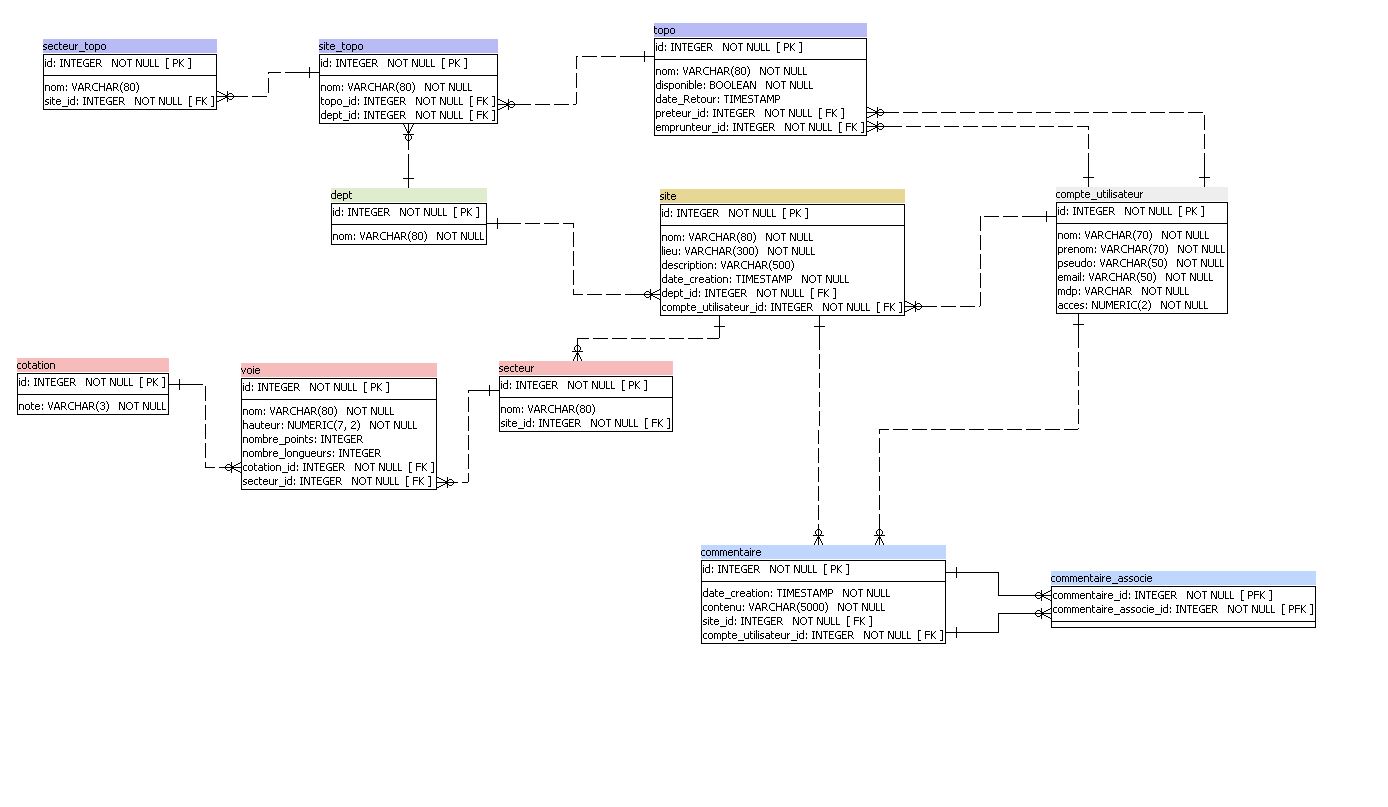 secteur_topo
id: INTEGER NOT NULL [ PK ]
nom: VARCHAR(80)
site_id: INTEGER NOT NULL [ FK ]
site_topo
id: INTEGER NOT NULL [ PK ]
nom: VARCHAR(80) NOT NULL
topo_id: INTEGER NOT NULL [ FK ]
dept_id: INTEGER NOT NULL [ FK ]
topo
id: INTEGER NOT NULL [ PK ]
nom: VARCHAR(80) NOT NULL
disponible: BOOLEAN NOT NULL
date_Retour: TIMESTAMP
preteur_id: INTEGER NOT NULL [ FK ]
emprunteur_id: INTEGER NOT NULL [ FK ]
dept
id: INTEGER NOT NULL [ PK ]
nom: VARCHAR(80) NOT NULL
site
id: INTEGER NOT NULL [ PK ]
nom: VARCHAR(80) NOT NULL
lieu: VARCHAR(300) NOT NULL
description: VARCHAR(500)
date_creation: TIMESTAMP NOT NULL
dept_id: INTEGER NOT NULL [ FK ]
compte_utilisateur_id: INTEGER NOT NULL [ FK ]
compte_utilisateur
id: INTEGER NOT NULL [ PK ]
nom: VARCHAR(70) NOT NULL
prenom: VARCHAR(70) NOT NULL
pseudo: VARCHAR(50) NOT NULL
email: VARCHAR(50) NOT NULL
mdp: VARCHAR NOT NULL
acces: NUMERIC(2) NOT NULL
cotation
id: INTEGER NOT NULL [ PK ]
note: VARCHAR(3) NOT NULL
voie
id: INTEGER NOT NULL [ PK ]
nom: VARCHAR(80) NOT NULL
hauteur: NUMERIC(7, 2) NOT NULL
nombre_points: INTEGER
nombre_longueurs: INTEGER
cotation_id: INTEGER NOT NULL [ FK ]
secteur_id: INTEGER NOT NULL [ FK ]
secteur
id: INTEGER NOT NULL [ PK ]
nom: VARCHAR(80)
site_id: INTEGER NOT NULL [ FK ]
commentaire
id: INTEGER NOT NULL [ PK ]
date_creation: TIMESTAMP NOT NULL
contenu: VARCHAR(5000) NOT NULL
site_id: INTEGER NOT NULL [ FK ]
compte_utilisateur_id: INTEGER NOT NULL [ FK ]
commentaire_associe
commentaire_id: INTEGER NOT NULL [ PFK ]
commentaire_associe_id: INTEGER NOT NULL [ PFK ]